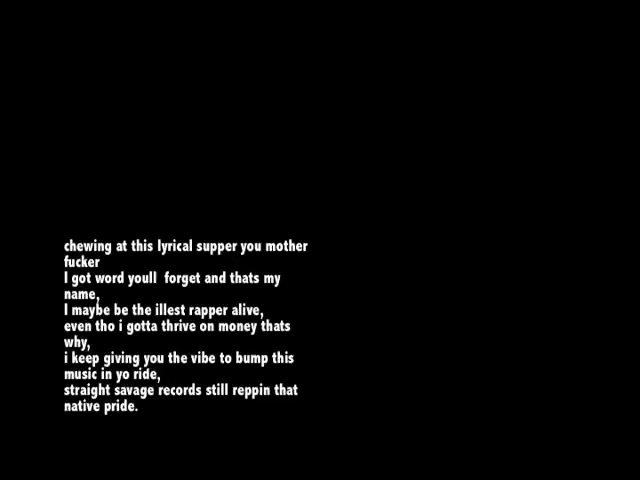 chewing at this lyrical supper you mother
fucker
I got word youll  forget and thats my
name,
I maybe be the illest rapper alive,
even tho i gotta thrive on money thats
why,
i keep giving you the vibe to bump this
music in yo ride,
straight savage records still reppin that
native pride.